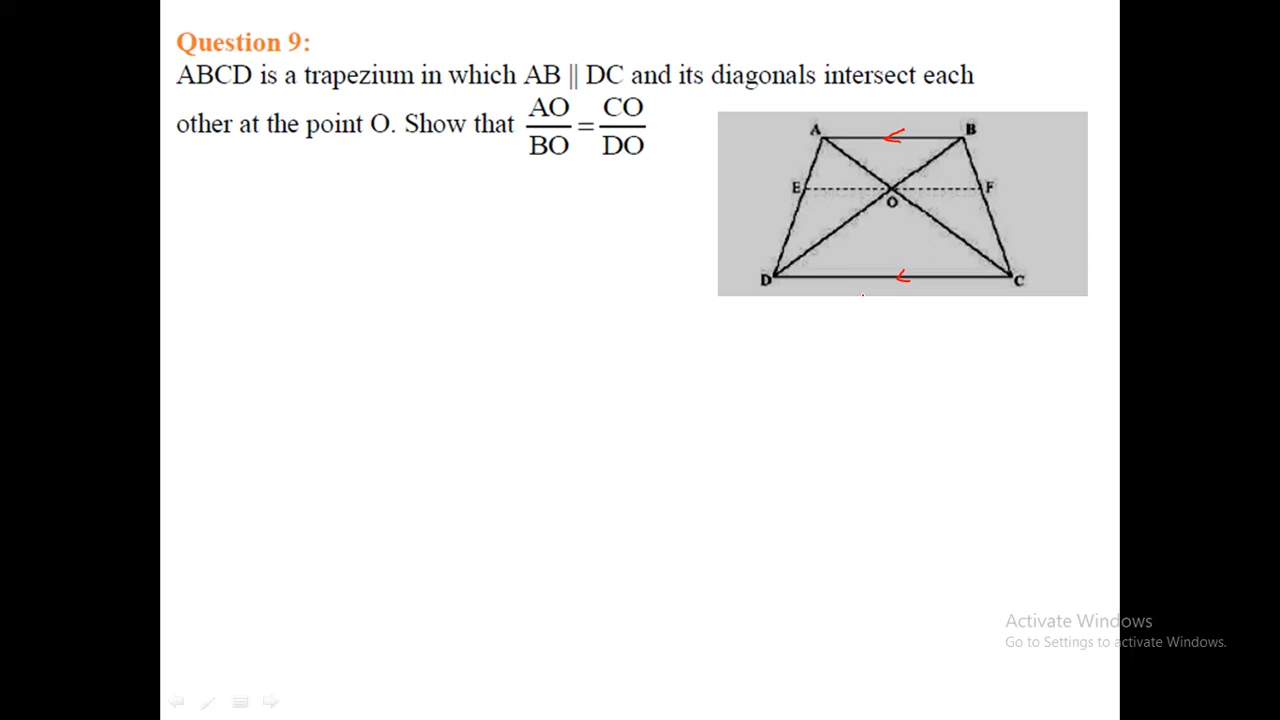 Question 9:
ABCD is a trapezium in which AB || DC and its diagonals intersect each
other at the point O. Show that AO/BO = CO/DO
A B
E F
O
D C
Activate Windows
Go to Settings to activate Windows.